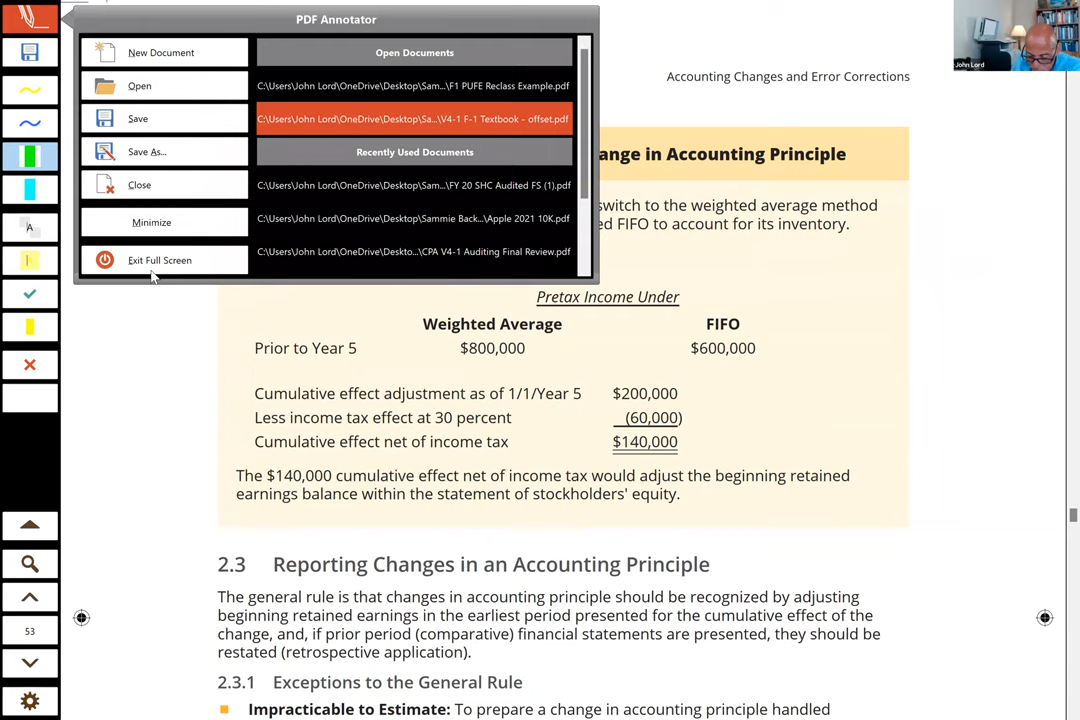 PDF Annotator
New Document
Open
Save
Save As...
Close
Minimize
Exit Full Screen
Open Documents
C:\Users\John Lord\OneDrive\Desktop\Sam...\F1 PUFE Reclass Example.pdf
C:\Users\John Lord\OneDrive\Desktop\Sa...\V4-1 F-1 Textbook - offset.pdf
Recently Used Documents
C:\Users\John Lord\OneDrive\Desktop\Sam...\FY 20 SHC Audited FS (1).pdf
C:\Users\John Lord\OneDrive\Desktop\Sammie Back...\Apple 2021 10K.pdf
C:\Users\John Lord\OneDrive\Deskto...\CPA V4-1 Auditing Final Review.pdf
John Lord
A
53
Accounting Changes and Error Corrections
ange in Accounting Principle
switch to the weighted average method
ed FIFO to account for its inventory.
Pretax Income Under
Weighted Average FIFO
Prior to Year 5 $800,000 $600,000
Cumulative effect adjustment as of 1/1/Year 5 $200,000
Less income tax effect at 30 percent (60,000)
Cumulative effect net of income tax $140,000
The $140,000 cumulative effect net of income tax would adjust the beginning retained
earnings balance within the statement of stockholders' equity.
2.3 Reporting Changes in an Accounting Principle
The general rule is that changes in accounting principle should be recognized by adjusting
beginning retained earnings in the earliest period presented for the cumulative effect of the
change, and, if prior period (comparative) financial statements are presented, they should be
restated (retrospective application).
2.3.1 Exceptions to the General Rule
Impracticable to Estimate: To prepare a change in accounting principle handled